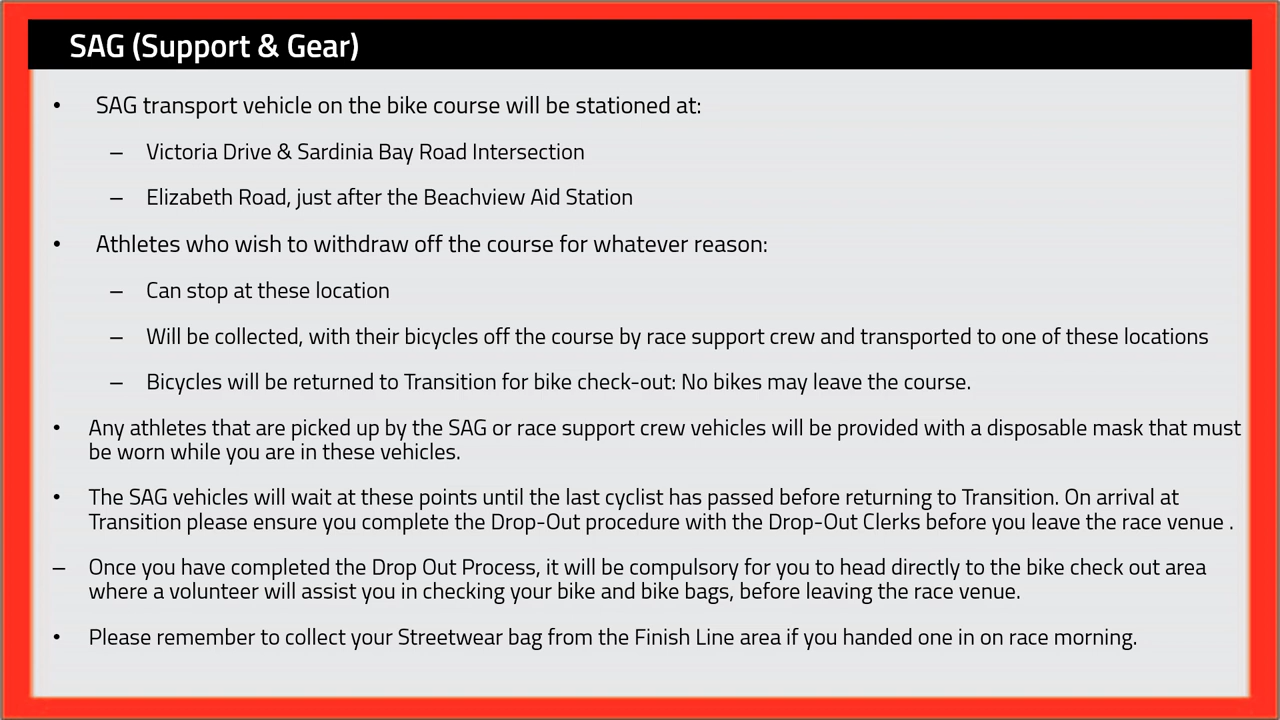 SAG (Support & Gear)
• SAG transport vehicle on the bike course will be stationed at:
– Victoria Drive & Sardinia Bay Road Intersection
– Elizabeth Road, just after the Beachview Aid Station
• Athletes who wish to withdraw off the course for whatever reason:
– Can stop at these location
– Will be collected, with their bicycles off the course by race support crew and transported to one of these locations
– Bicycles will be returned to Transition for bike check-out: No bikes may leave the course.
• Any athletes that are picked up by the SAG or race support crew vehicles will be provided with a disposable mask that must
be worn while you are in these vehicles.
• The SAG vehicles will wait at these points until the last cyclist has passed before returning to Transition. On arrival at
Transition please ensure you complete the Drop-Out procedure with the Drop-Out Clerks before you leave the race venue .
– Once you have completed the Drop Out Process, it will be compulsory for you to head directly to the bike check out area
where a volunteer will assist you in checking your bike and bike bags, before leaving the race venue.
• Please remember to collect your Streetwear bag from the Finish Line area if you handed one in on race morning.